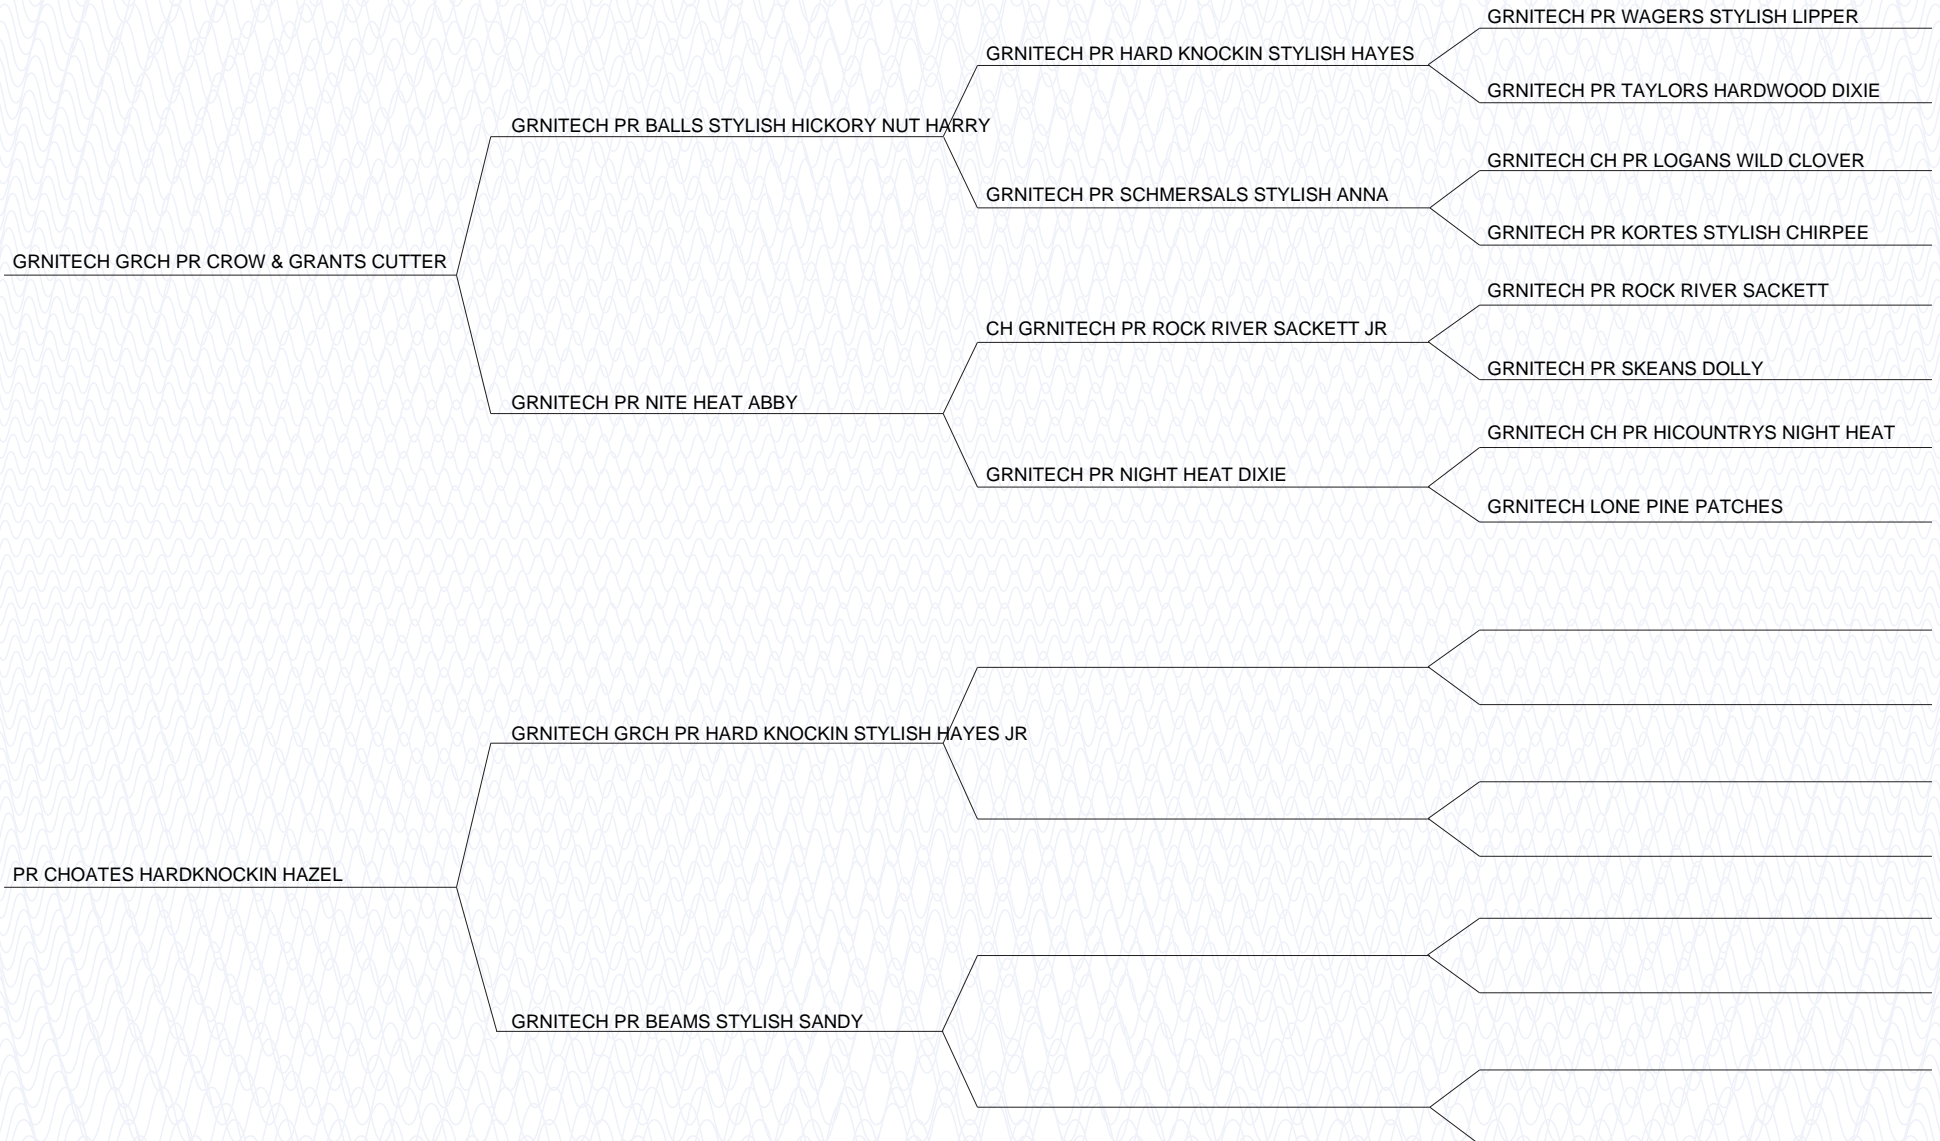 GRNITECH PR WAGERS STYLISH LIPPER
GRNITECH PR HARD KNOCKIN STYLISH HAYES
GRNITECH PR TAYLORS HARDWOOD DIXIE
GRNITECH PR BALLS STYLISH HICKORY NUT HARRY
GRNITECH CH PR LOGANS WILD CLOVER
GRNITECH PR SCHMERSALS STYLISH ANNA
GRNITECH PR KORTES STYLISH CHIRPEE
GRNITECH GRCH PR CROW & GRANTS CUTTER
GRNITECH PR ROCK RIVER SACKETT
CH GRNITECH PR ROCK RIVER SACKETT JR
GRNITECH PR SKEANS DOLLY
GRNITECH PR NITE HEAT ABBY
GRNITECH CH PR HICOUNTRYS NIGHT HEAT
GRNITECH PR NIGHT HEAT DIXIE
GRNITECH LONE PINE PATCHES
GRNITECH GRCH PR HARD KNOCKIN STYLISH HAYES JR
PR CHOATES HARDKNOCKIN HAZEL
GRNITECH PR BEAMS STYLISH SANDY